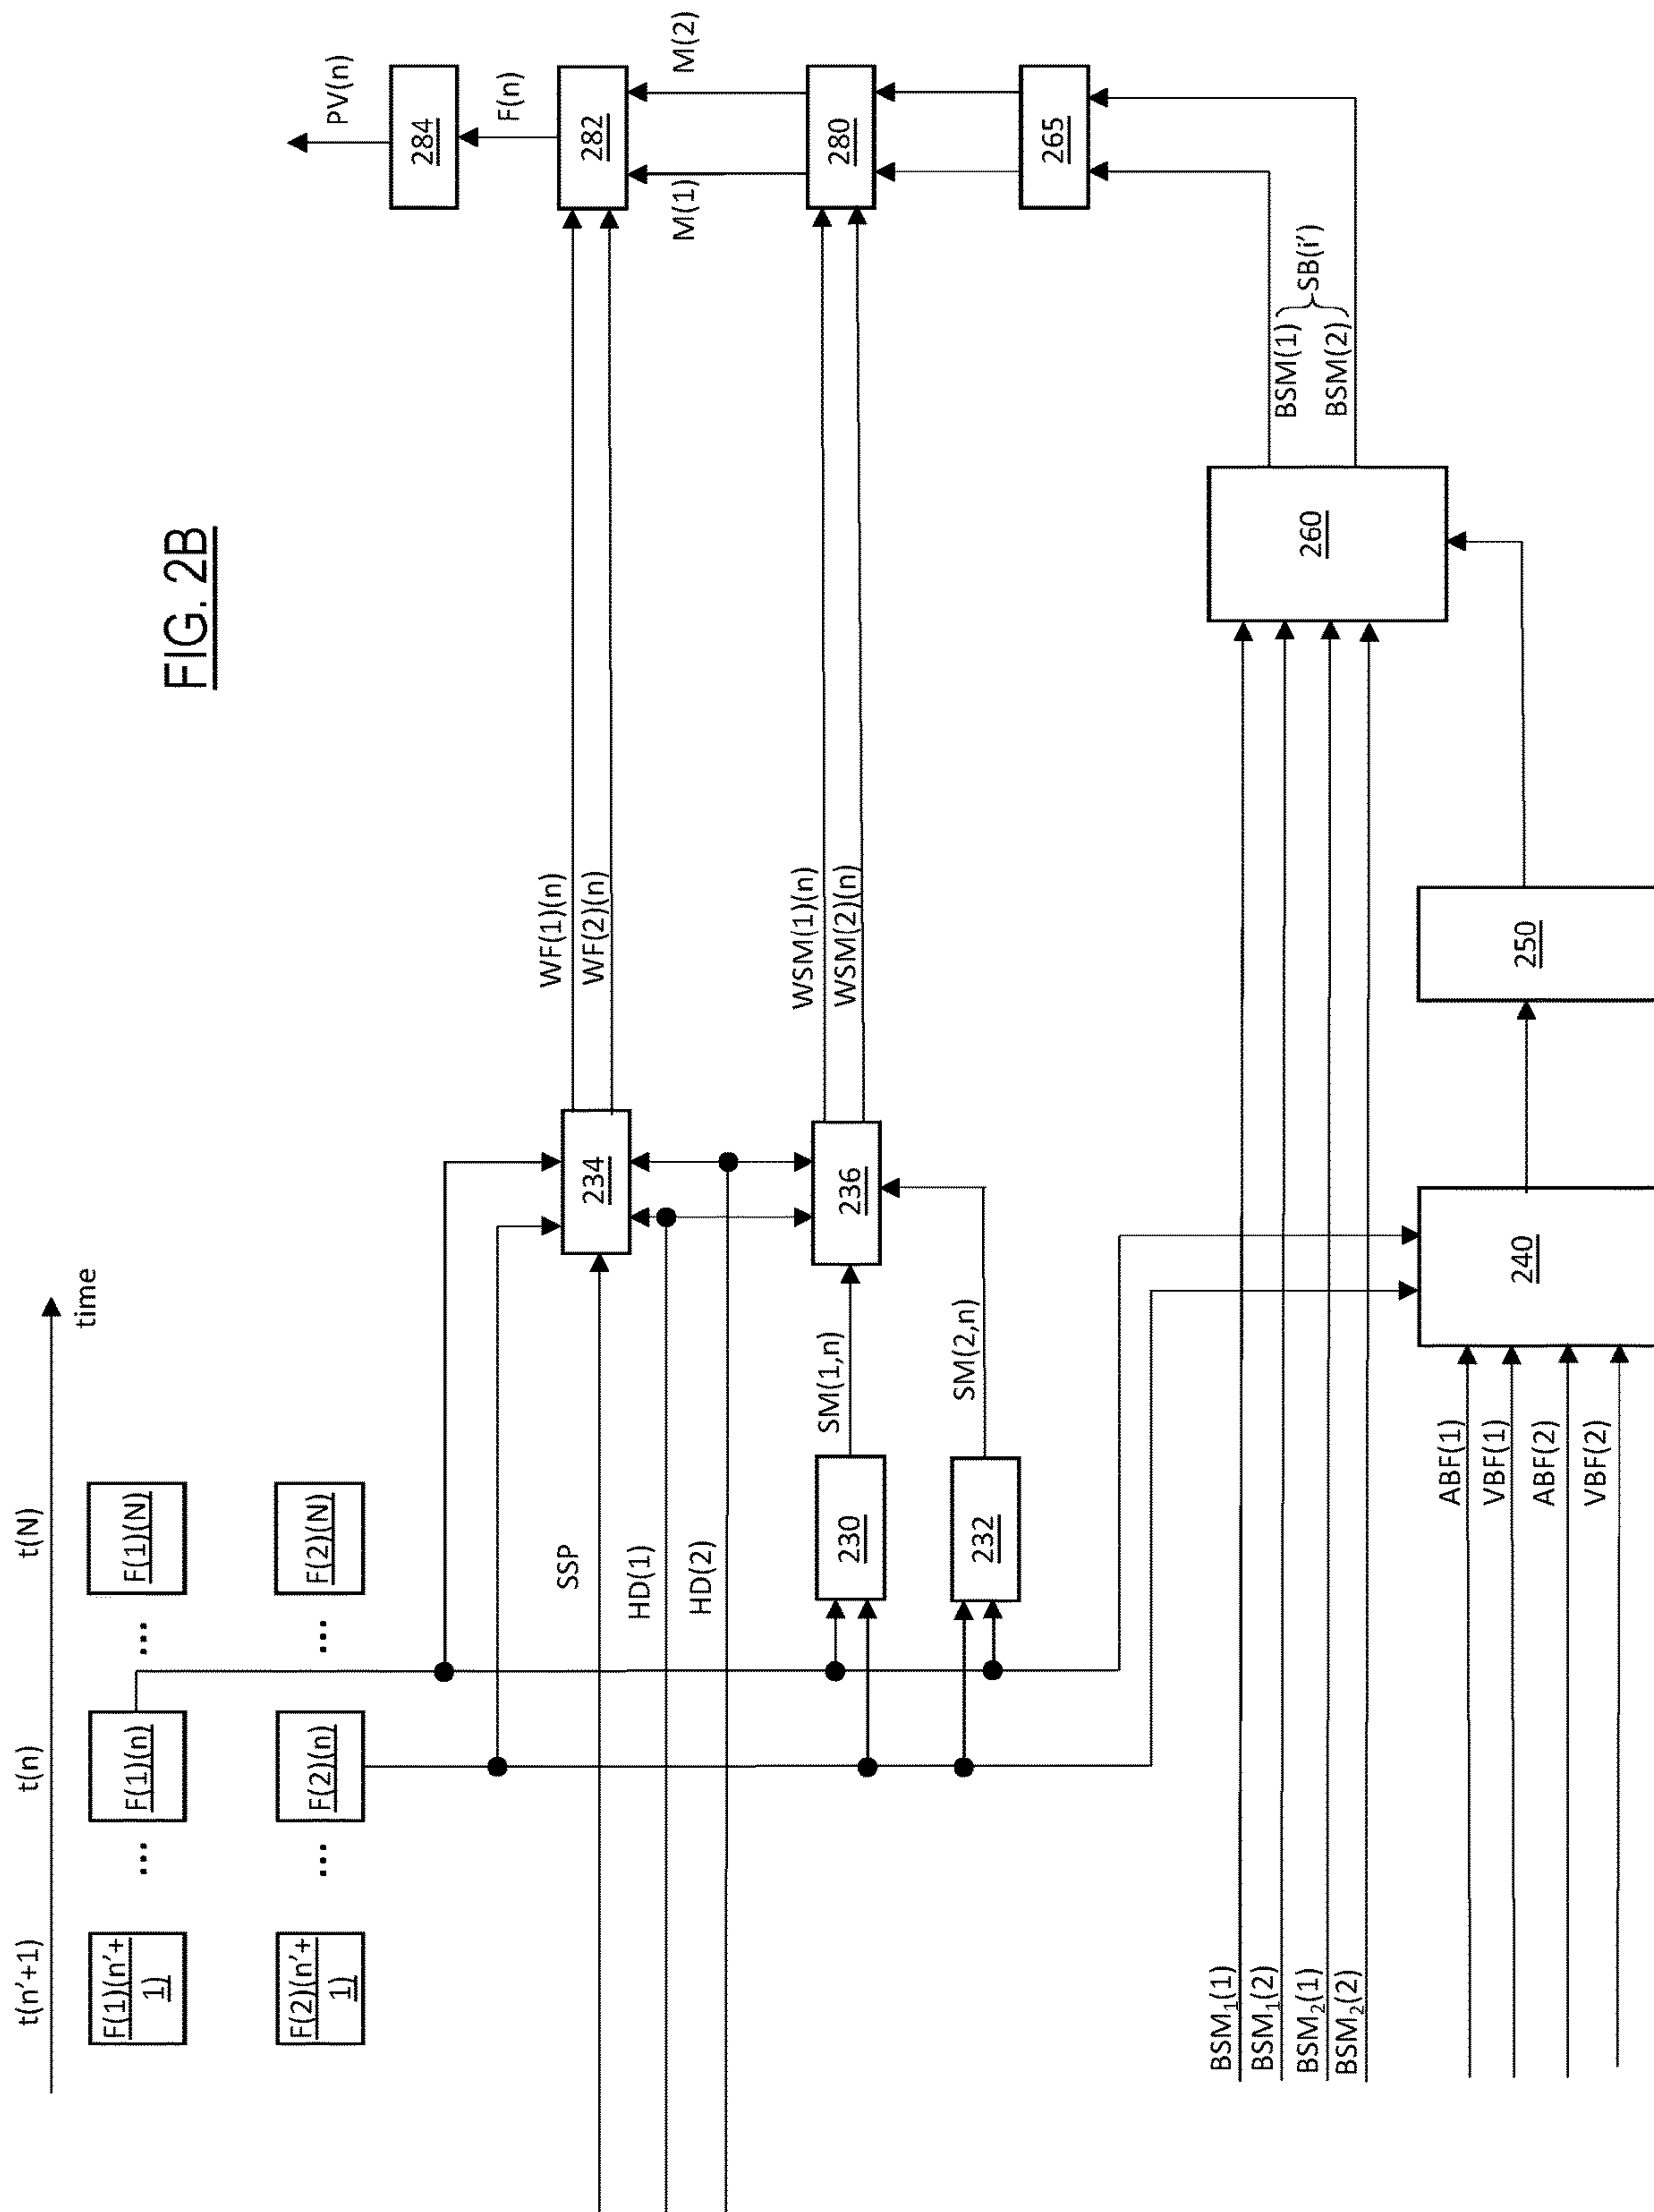 FIG. 2B
t(n'+1)
t(n)
t(N)
time
F(1)(n'+
1)
...
F(1)(n)
...
F(1)(N)
F(2)(n'+
1)
...
F(2)(n)
...
F(2)(N)
PV(n)
284
F(n)
SSP
234
WF(1)(n)
WF(2)(n)
282
HD(1)
HD(2)
M(1)
M(2)
230
SM(1,n)
236
WSM(1)(n)
WSM(2)(n)
280
232
SM(2,n)
265
BSM₁(1)
BSM₁(2)
BSM₂(1)
BSM₂(2)
260
BSM(1)
SB(i')
BSM(2)
ABF(1)
VBF(1)
ABF(2)
VBF(2)
240
250